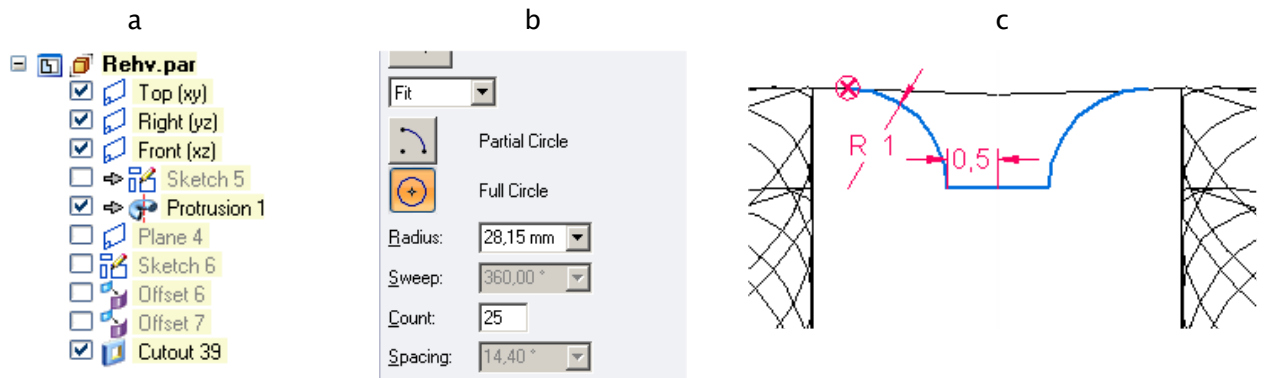 a
b
c
Rehv.par
Top (xy)
Right (yz)
Front (xz)
Sketch 5
Protrusion 1
Plane 4
Sketch 6
Offset 6
Offset 7
Cutout 39
Fit
Partial Circle
Full Circle
Radius: 28,15 mm
Sweep: 360,00 °
Count: 25
Spacing: 14,40 °
R 1
0,5